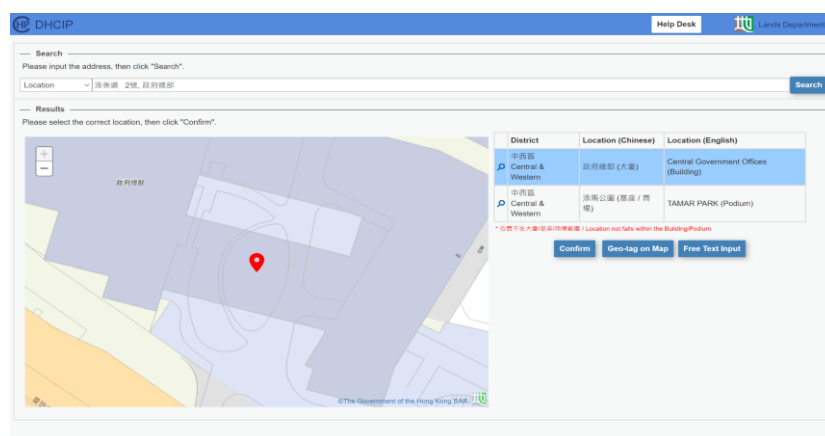 CHP DHCIP
Help Desk
Lands Department
Search
Please input the address, then click "Search".
Location
添美道 2號, 政府總部
Search
Results
Please select the correct location, then click "Confirm".
+
−
政府總部
2
©The Government of the Hong Kong SAR
District Location (Chinese) Location (English)
中西區
Central &
Western
政府總部 (大廈)
Central Government Offices
(Building)
中西區
Central &
Western
添馬公園 (基座 / 商
場)
TAMAR PARK (Podium)
* 位置不在大廈/基座/商場範圍 / Location not falls within the Building/Podium
Confirm Geo-tag on Map Free Text Input